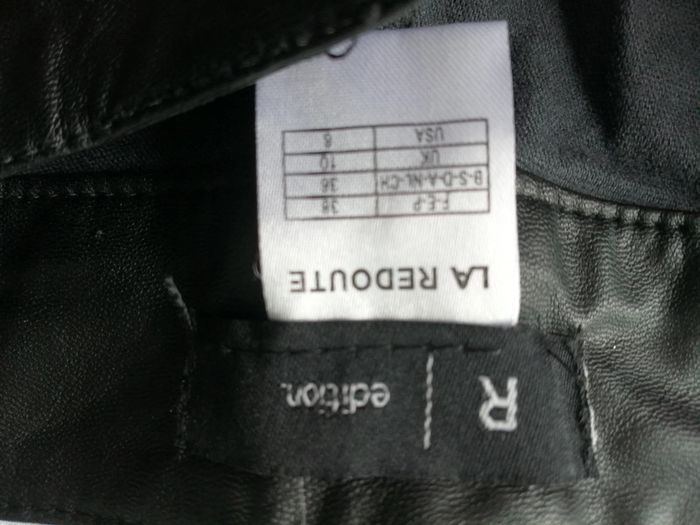 R | edition.
LA REDOUTE
F-E-P 38
B-S-D-A-NL-CH 36
UK 10
USA 6